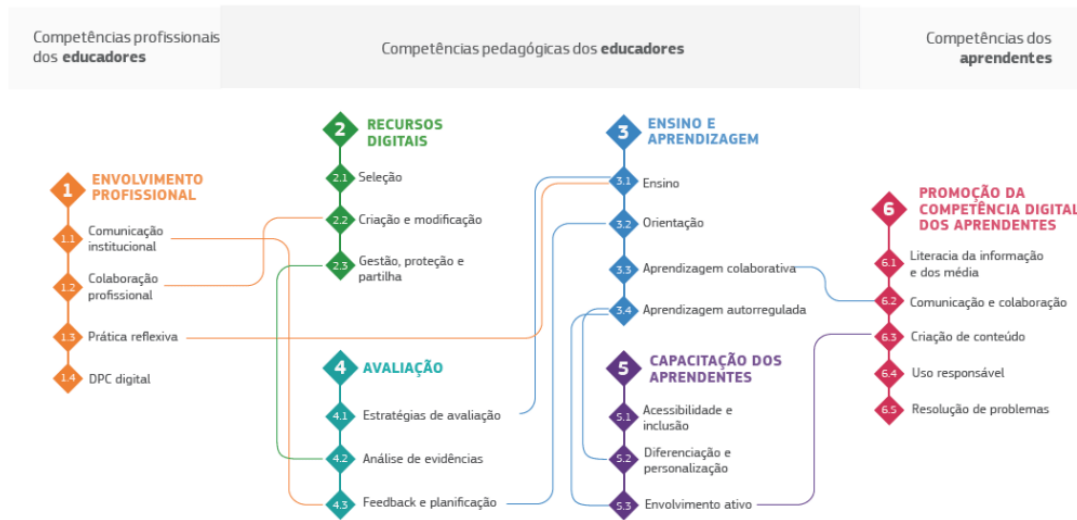 Competências profissionais
dos educadores
Competências pedagógicas dos educadores
Competências dos
aprendentes
1
ENVOLVIMENTO
PROFISSIONAL
1.1
Comunicação
institucional
1.2
Colaboração
profissional
1.3
Prática reflexiva
1.4
DPC digital
2
RECURSOS
DIGITAIS
2.1
Seleção
2.2
Criação e modificação
2.3
Gestão, proteção e
partilha
3
ENSINO E
APRENDIZAGEM
3.1
Ensino
3.2
Orientação
3.3
Aprendizagem colaborativa
3.4
Aprendizagem autorregulada
4
AVALIAÇÃO
4.1
Estratégias de avaliação
4.2
Análise de evidências
4.3
Feedback e planificação
5
CAPACITAÇÃO DOS
APRENDENTES
5.1
Acessibilidade e
inclusão
5.2
Diferenciação e
personalização
5.3
Envolvimento ativo
6
PROMOÇÃO DA
COMPETÊNCIA DIGITAL
DOS APRENDENTES
6.1
Literacia da informação
e dos média
6.2
Comunicação e colaboração
6.3
Criação de conteúdo
6.4
Uso responsável
6.5
Resolução de problemas